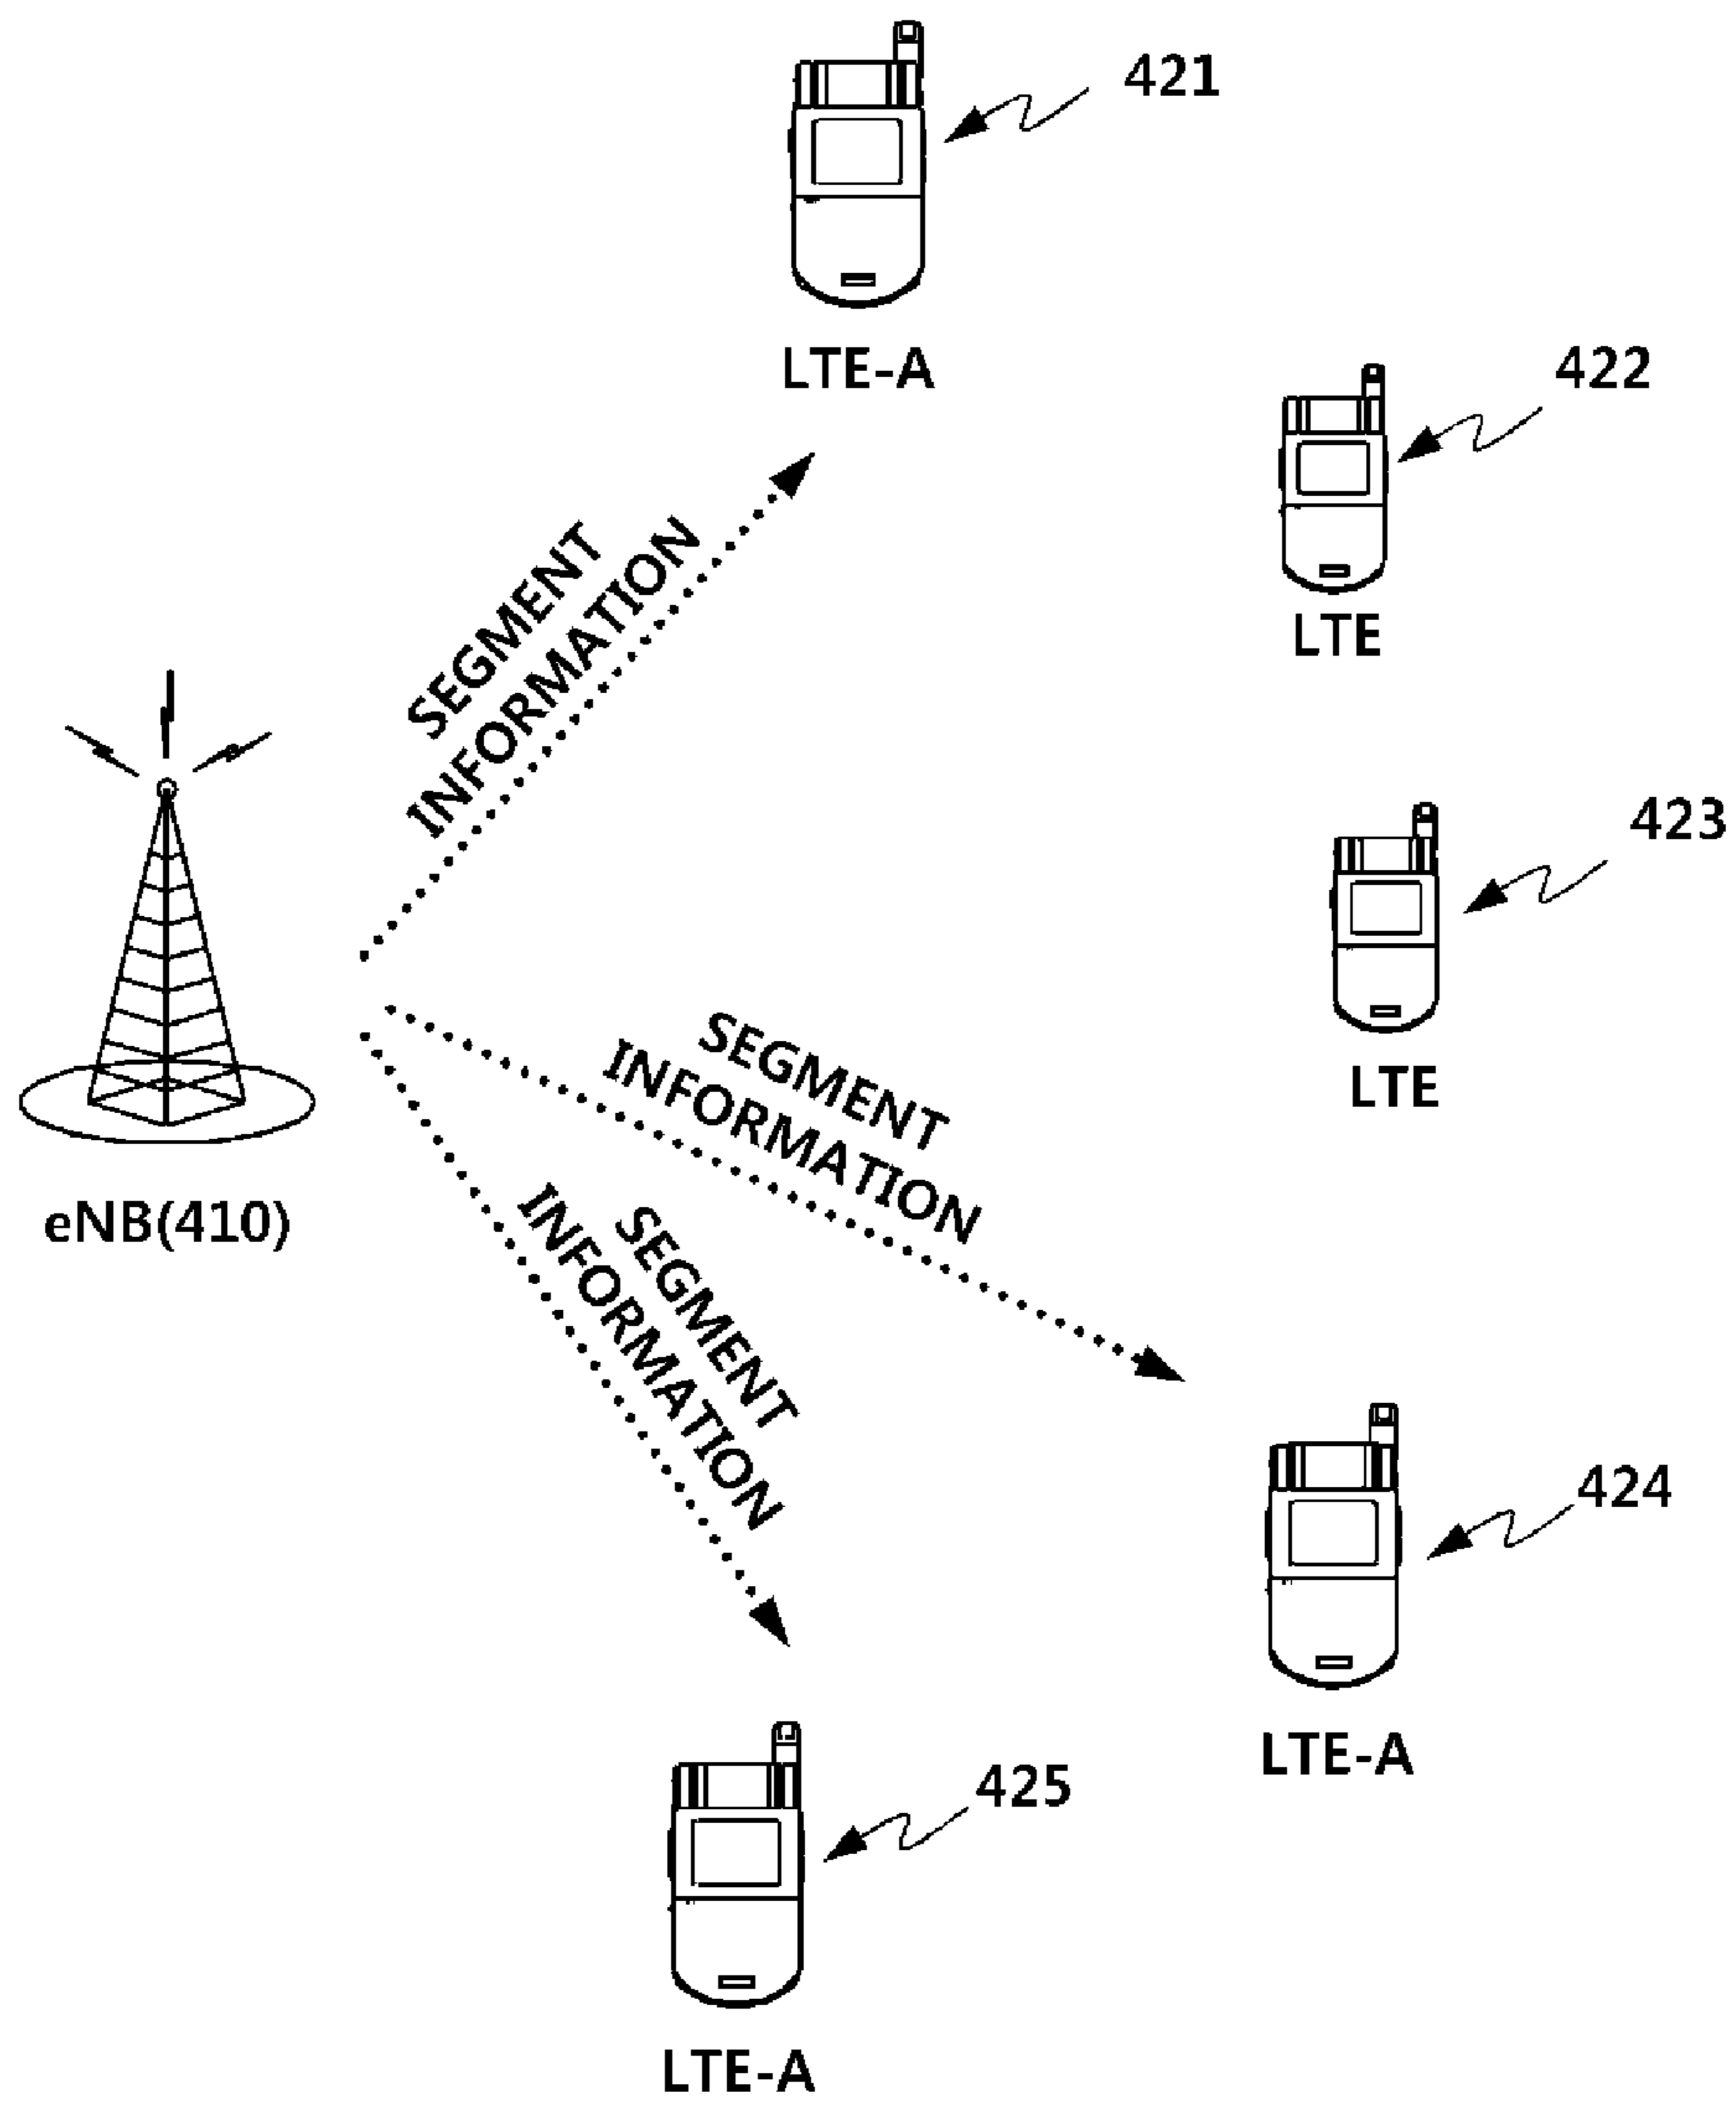 421
LTE-A
422
LTE
SEGMENT
INFORMATION
423
LTE
SEGMENT
INFORMATION
eNB(410)
SEGMENT
INFORMATION
424
LTE-A
425
LTE-A